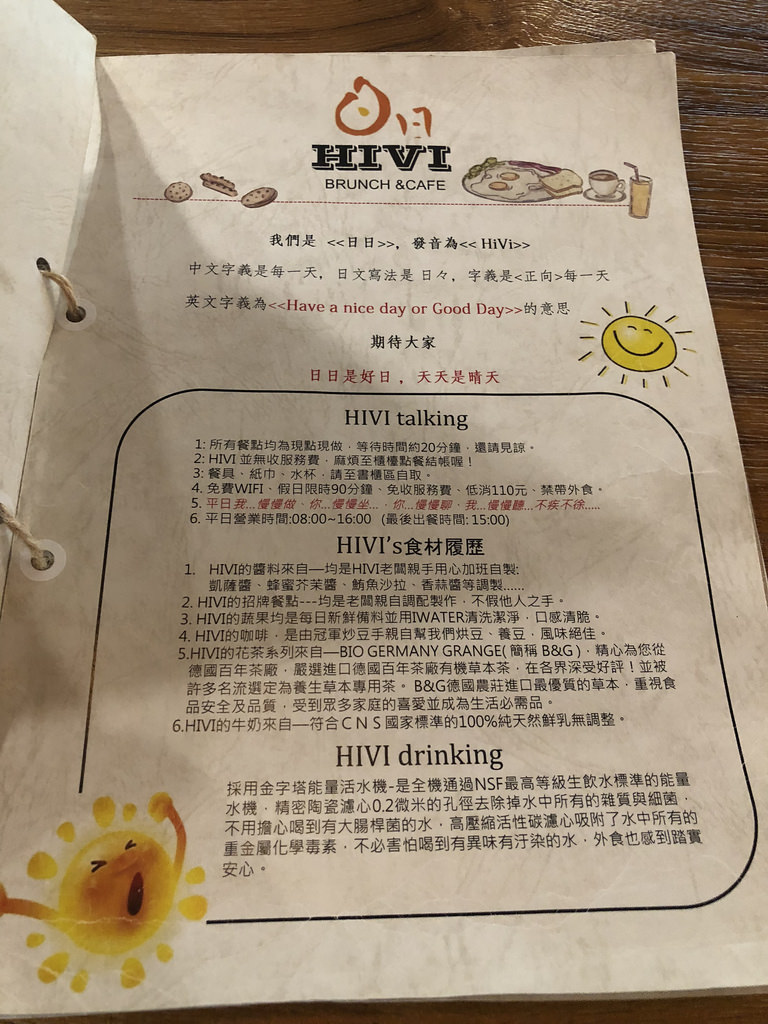 日日
HIVI
BRUNCH &CAFE
我們是 <<日日>>, 發音為<< HiVi>>
中文字義是每一天, 日文寫法是 日々, 字義是<正向>每一天
英文字義為<<Have a nice day or Good Day>>的意思
期待大家
日日是好日 , 天天是晴天
HIVI talking
1: 所有餐點均為現點現做，等待時間約20分鐘，還請見諒。
2: HIVI 並無收服務費，麻煩至櫃檯點餐結帳喔！
3: 餐具、紙巾、水杯，請至書櫃區自取。
4. 免費WIFI、假日限時90分鐘、免收服務費、低消110元、禁帶外食。
5. 平日我...慢慢做、你...慢慢坐...，你...慢慢聊、我...慢慢聽...不疾不徐.....
6. 平日營業時間:08:00~16:00 (最後出餐時間: 15:00)
HIVI's食材履歷
1. HIVI的醬料來自—均是HIVI老闆親手用心加班自製:
凱薩醬、蜂蜜芥茉醬、鮪魚沙拉、香蒜醬等調製......
2. HIVI的招牌餐點---均是老闆親自調配製作，不假他人之手。
3. HIVI的蔬果均是每日新鮮備料並用IWATER清洗潔淨，口感清脆。
4. HIVI的咖啡，是由冠軍炒豆手親自幫我們烘豆、養豆，風味絕佳。
5.HIVI的花茶系列來自—BIO GERMANY GRANGE( 簡稱 B&G )，精心為您從
德國百年茶廠，嚴選進口德國百年茶廠有機草本茶，在各界深受好評！並被
許多名流選定為養生草本專用茶。 B&G德國農莊進口最優質的草本，重視食
品安全及品質，受到眾多家庭的喜愛並成為生活必需品。
6.HIVI的牛奶來自—符合ＣＮＳ國家標準的100%純天然鮮乳無調整。
HIVI drinking
採用金字塔能量活水機-是全機通過NSF最高等級生飲水標準的能量
水機，精密陶瓷濾心0.2微米的孔徑去除掉水中所有的雜質與細菌，
不用擔心喝到有大腸桿菌的水，高壓縮活性碳濾心吸附了水中所有的
重金屬化學毒素，不必害怕喝到有異味有汙染的水，外食也感到踏實
安心。